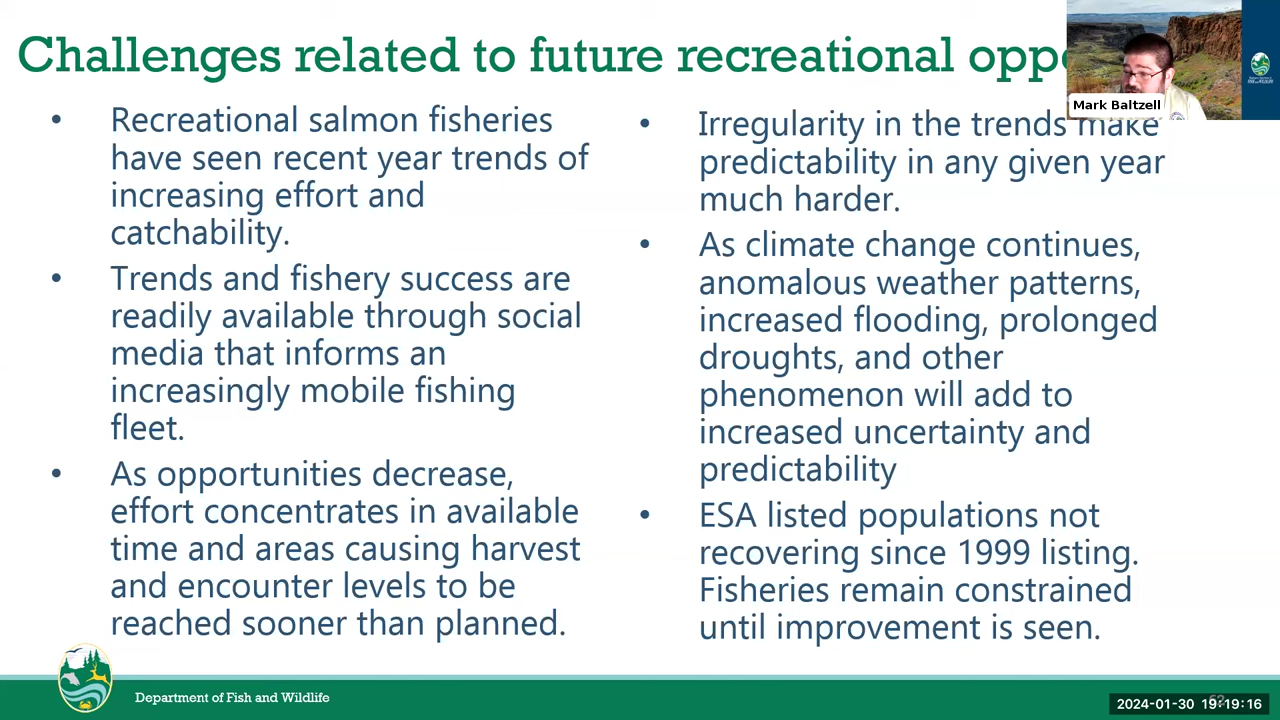 Challenges related to future recreational oppo
Mark Baltzell
• Recreational salmon fisheries
have seen recent year trends of
increasing effort and
catchability.
• Trends and fishery success are
readily available through social
media that informs an
increasingly mobile fishing
fleet.
• As opportunities decrease,
effort concentrates in available
time and areas causing harvest
and encounter levels to be
reached sooner than planned.
• Irregularity in the trends make
predictability in any given year
much harder.
• As climate change continues,
anomalous weather patterns,
increased flooding, prolonged
droughts, and other
phenomenon will add to
increased uncertainty and
predictability
• ESA listed populations not
recovering since 1999 listing.
Fisheries remain constrained
until improvement is seen.
Department of Fish and Wildlife
2024-01-30 19:19:16